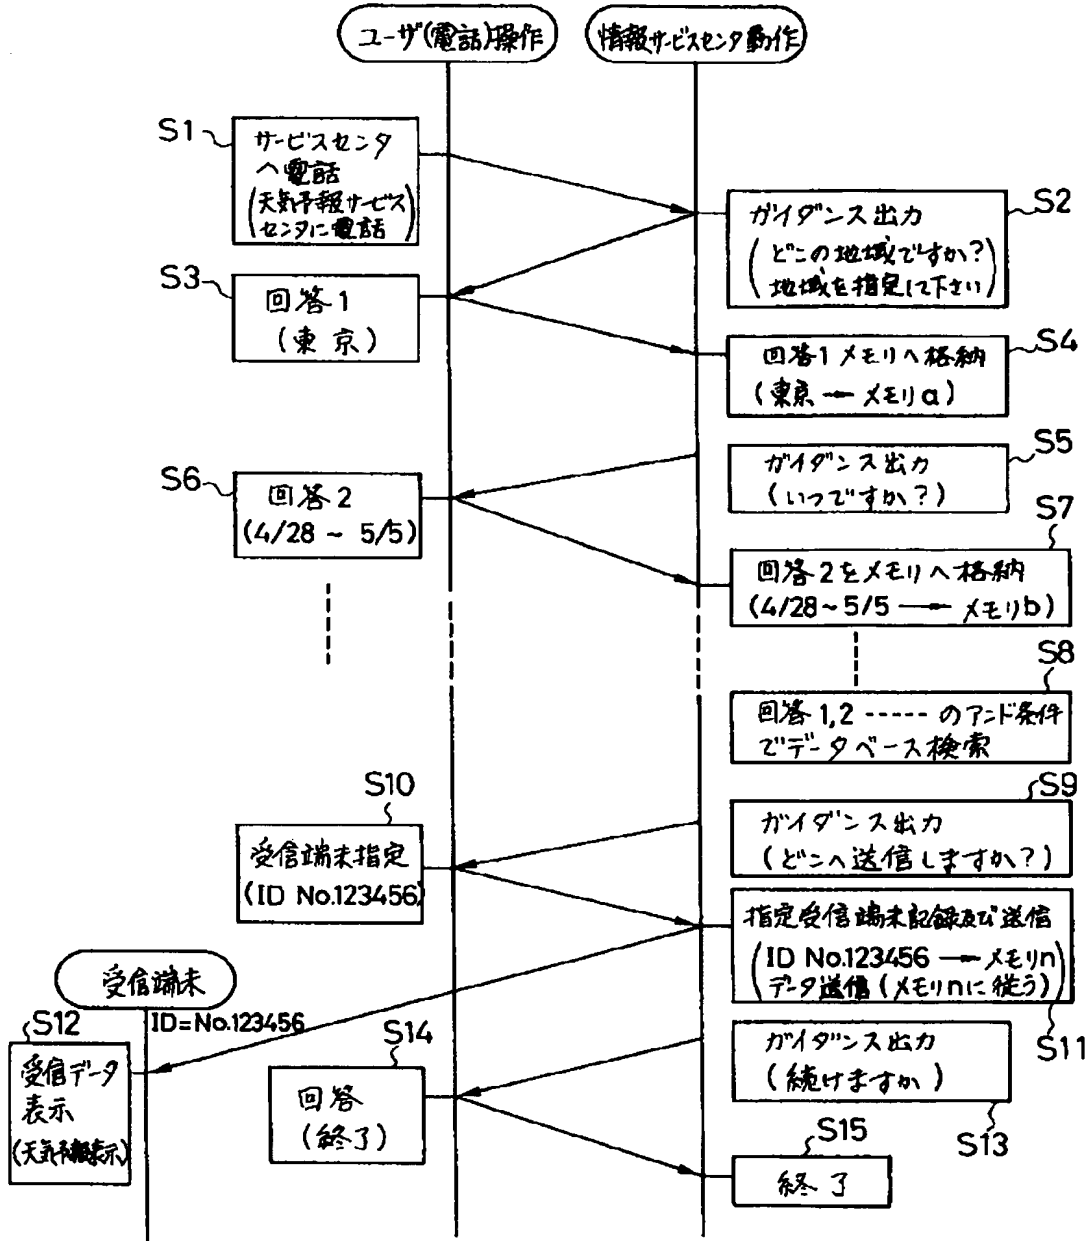 ユーザ(電話)操作
情報サービスセンタ動作
S1
サービスセンタ
へ電話
(天気予報サービス
センタに電話)
S2
ガイダンス出力
(どこの地域ですか?
地域を指定して下さい)
S3
回答1
(東京)
S4
回答1メモリへ格納
(東京→メモリa)
S5
ガイダンス出力
(いつですか?)
S6
回答2
(4/28~5/5)
S7
回答2をメモリへ格納
(4/28~5/5→メモリb)
S8
回答1,2-----のアンド条件
でデータベース検索
S9
ガイダンス出力
(どこへ送信しますか?)
S10
受信端末指定
(ID No.123456)
指定受信端末記録及び送信
(ID No.123456→メモリn
データ送信(メモリnに従う))
S11
受信端末
ID=No.123456
S12
受信データ
表示
(天気予報表示)
S13
ガイダンス出力
(続けますか)
S14
回答
(終了)
S15
終了